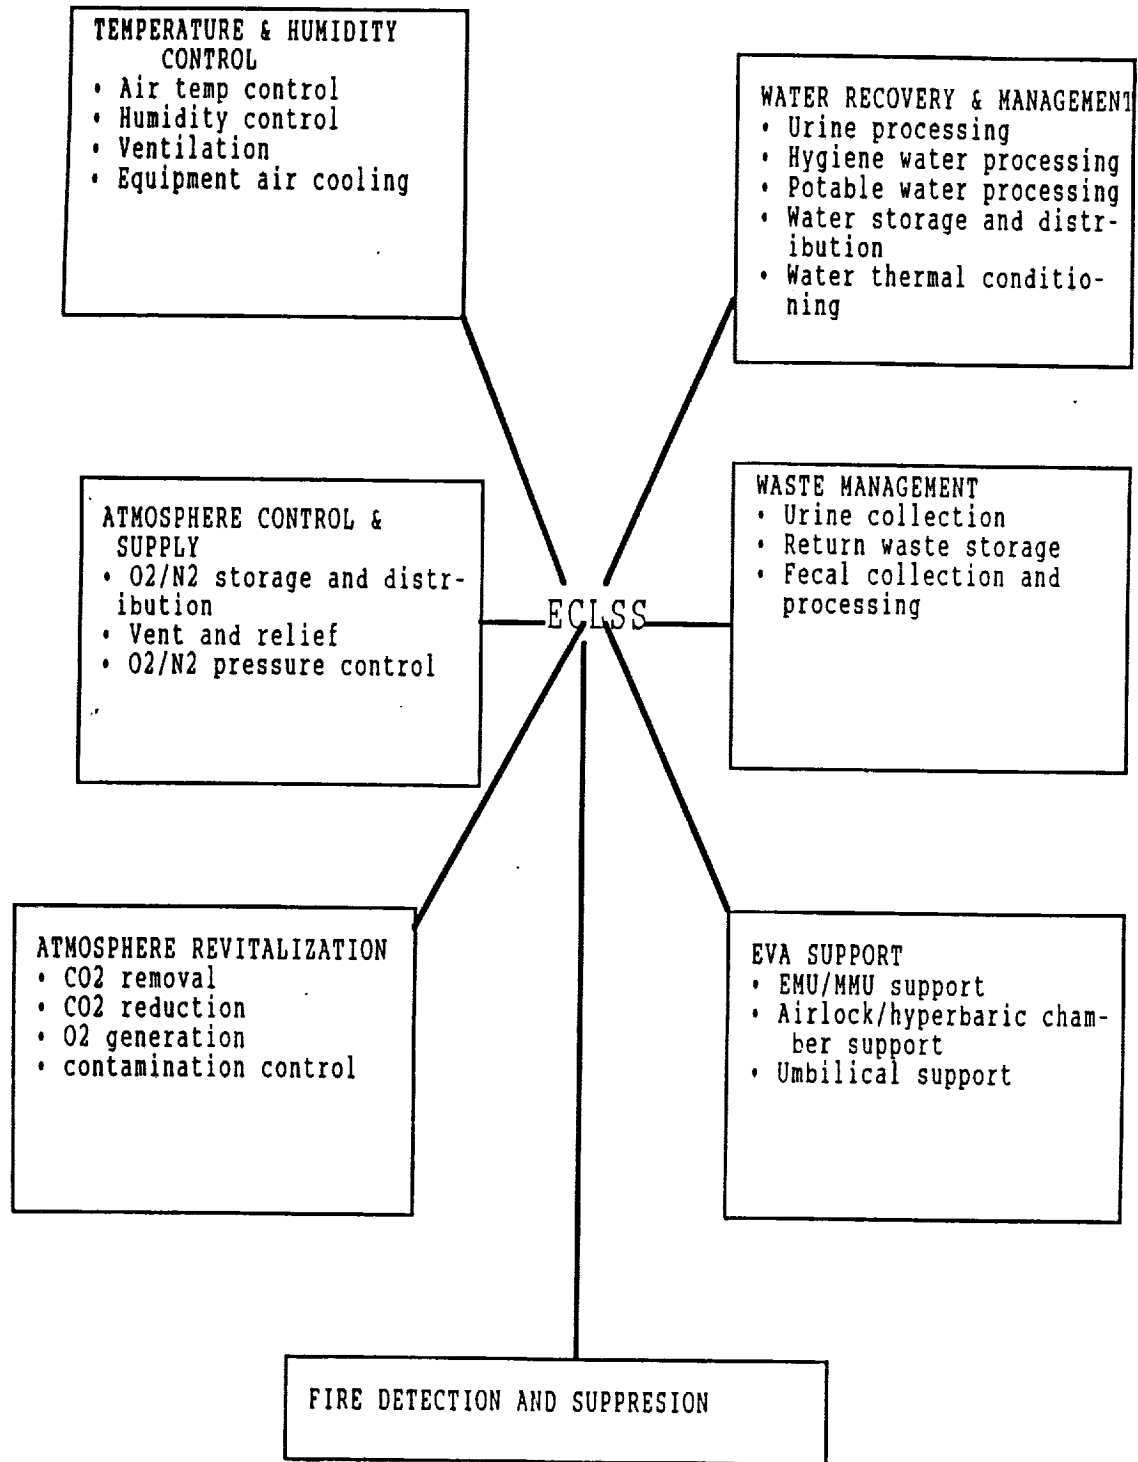 TEMPERATURE & HUMIDITY
CONTROL
• Air temp control
• Humidity control
• Ventilation
• Equipment air cooling
WATER RECOVERY & MANAGEMENT
• Urine processing
• Hygiene water processing
• Potable water processing
• Water storage and distr-
ibution
• Water thermal conditio-
ning
ATMOSPHERE CONTROL &
SUPPLY
• O2/N2 storage and distr-
ibution
• Vent and relief
• O2/N2 pressure control
WASTE MANAGEMENT
• Urine collection
• Return waste storage
• Fecal collection and
processing
ECLSS
ATMOSPHERE REVITALIZATION
• CO2 removal
• CO2 reduction
• O2 generation
• contamination control
EVA SUPPORT
• EMU/MMU support
• Airlock/hyperbaric cham-
ber support
• Umbilical support
FIRE DETECTION AND SUPPRESION